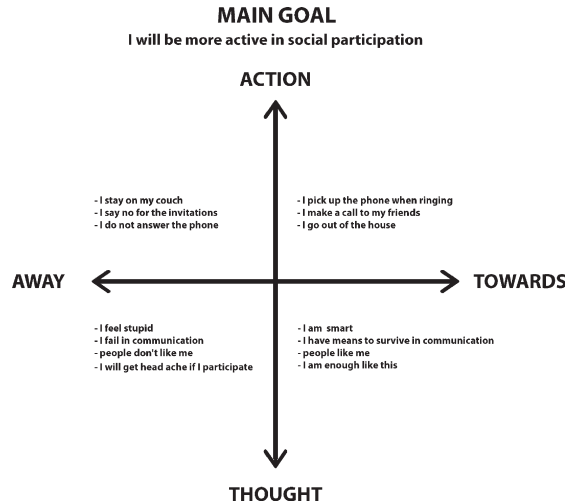 MAIN GOAL
I will be more active in social participation
ACTION
- I stay on my couch
- I say no for the invitations
- I do not answer the phone
- I pick up the phone when ringing
- I make a call to my friends
- I go out of the house
AWAY
TOWARDS
- I feel stupid
- I fail in communication
- people don't like me
- I will get head ache if I participate
- I am smart
- I have means to survive in communication
- people like me
- I am enough like this
THOUGHT